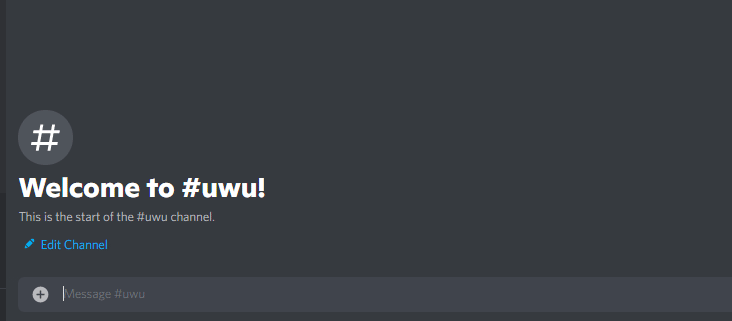 #
Welcome to #uwu!
This is the start of the #uwu channel.
Edit Channel
Message #uwu